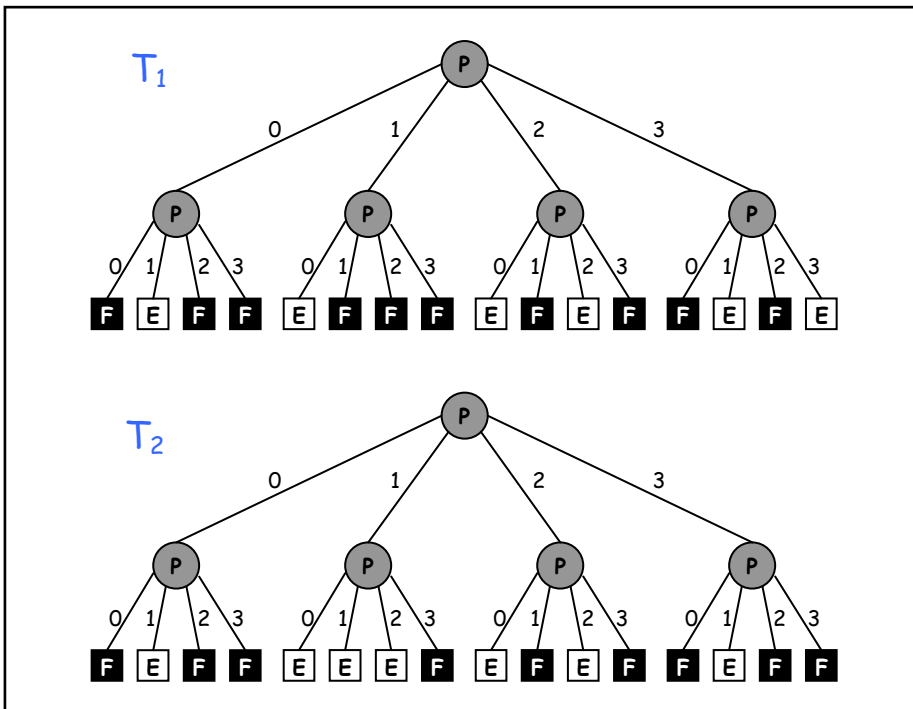 T1
P
0 1 2 3
P P P P
0 1 2 3 0 1 2 3 0 1 2 3 0 1 2 3
F E F F E F F F E F E F F E F E
T2
P
0 1 2 3
P P P P
0 1 2 3 0 1 2 3 0 1 2 3 0 1 2 3
F E F F E E E F E F E F F E F F